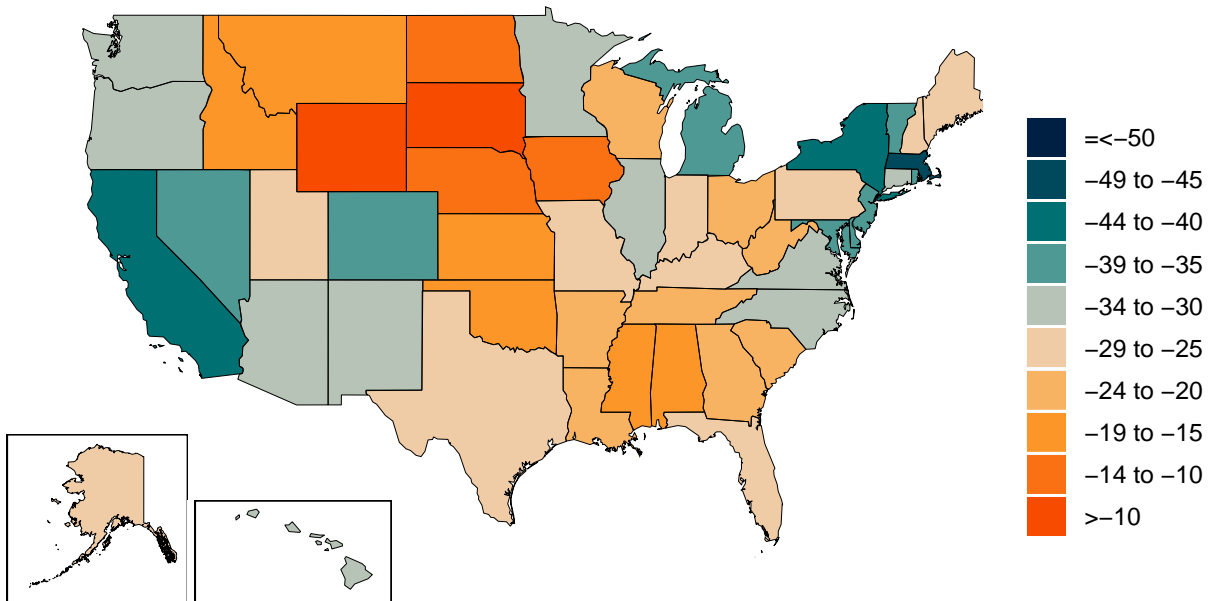 =<−50
−49 to −45
−44 to −40
−39 to −35
−34 to −30
−29 to −25
−24 to −20
−19 to −15
−14 to −10
>−10